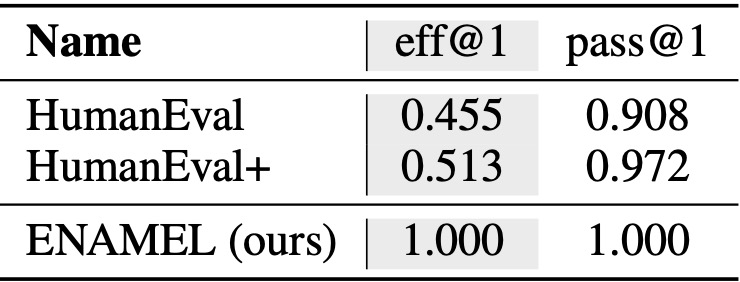 Name eff@1 pass@1
HumanEval 0.455 0.908
HumanEval+ 0.513 0.972
ENAMEL (ours) 1.000 1.000